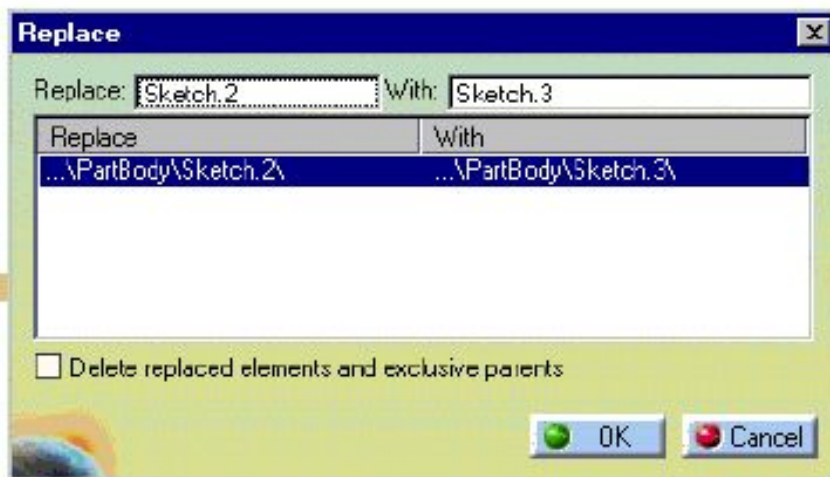 Replace
Replace: Sketch.2 With: Sketch.3
Replace With
...\PartBody\Sketch.2\ ...\PartBody\Sketch.3\
Delete replaced elements and exclusive parents
OK Cancel